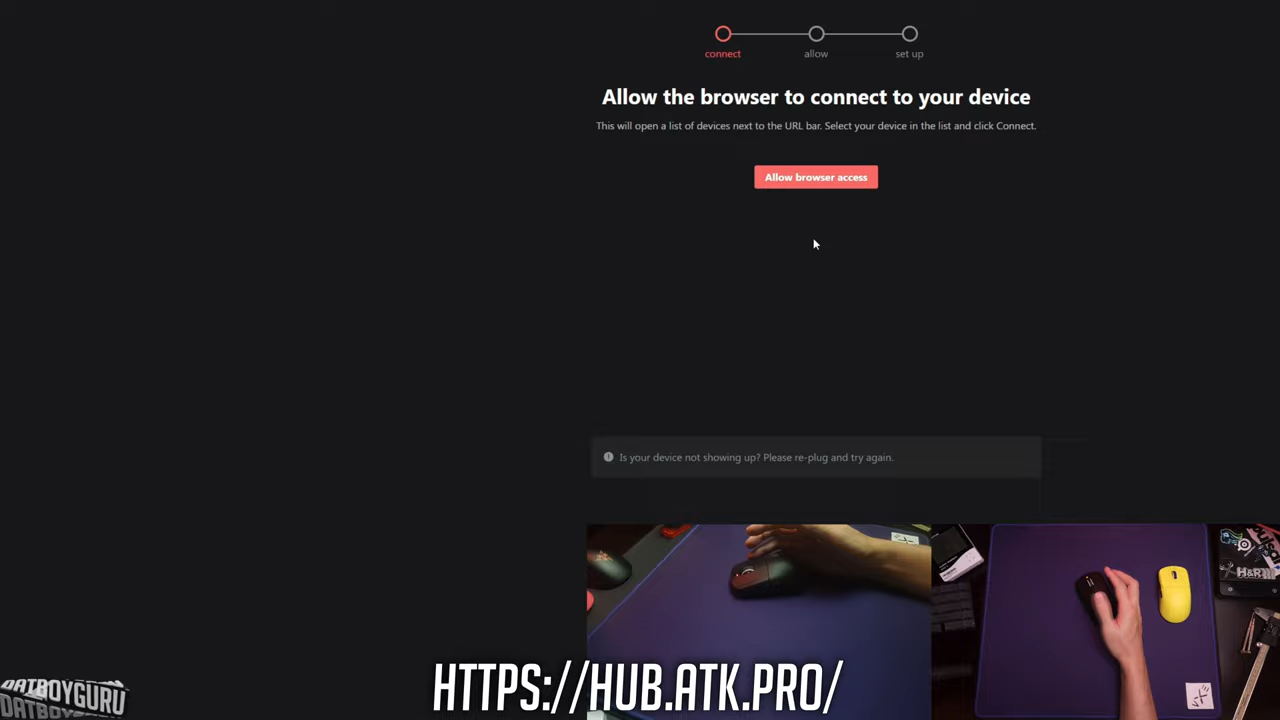 connect
allow
set up
Allow the browser to connect to your device
This will open a list of devices next to the URL bar. Select your device in the list and click Connect.
Allow browser access
Is your device not showing up? Please re-plug and try again.
H&R
HTTPS://HUB.ATK.PRO/
DATBOYGURU